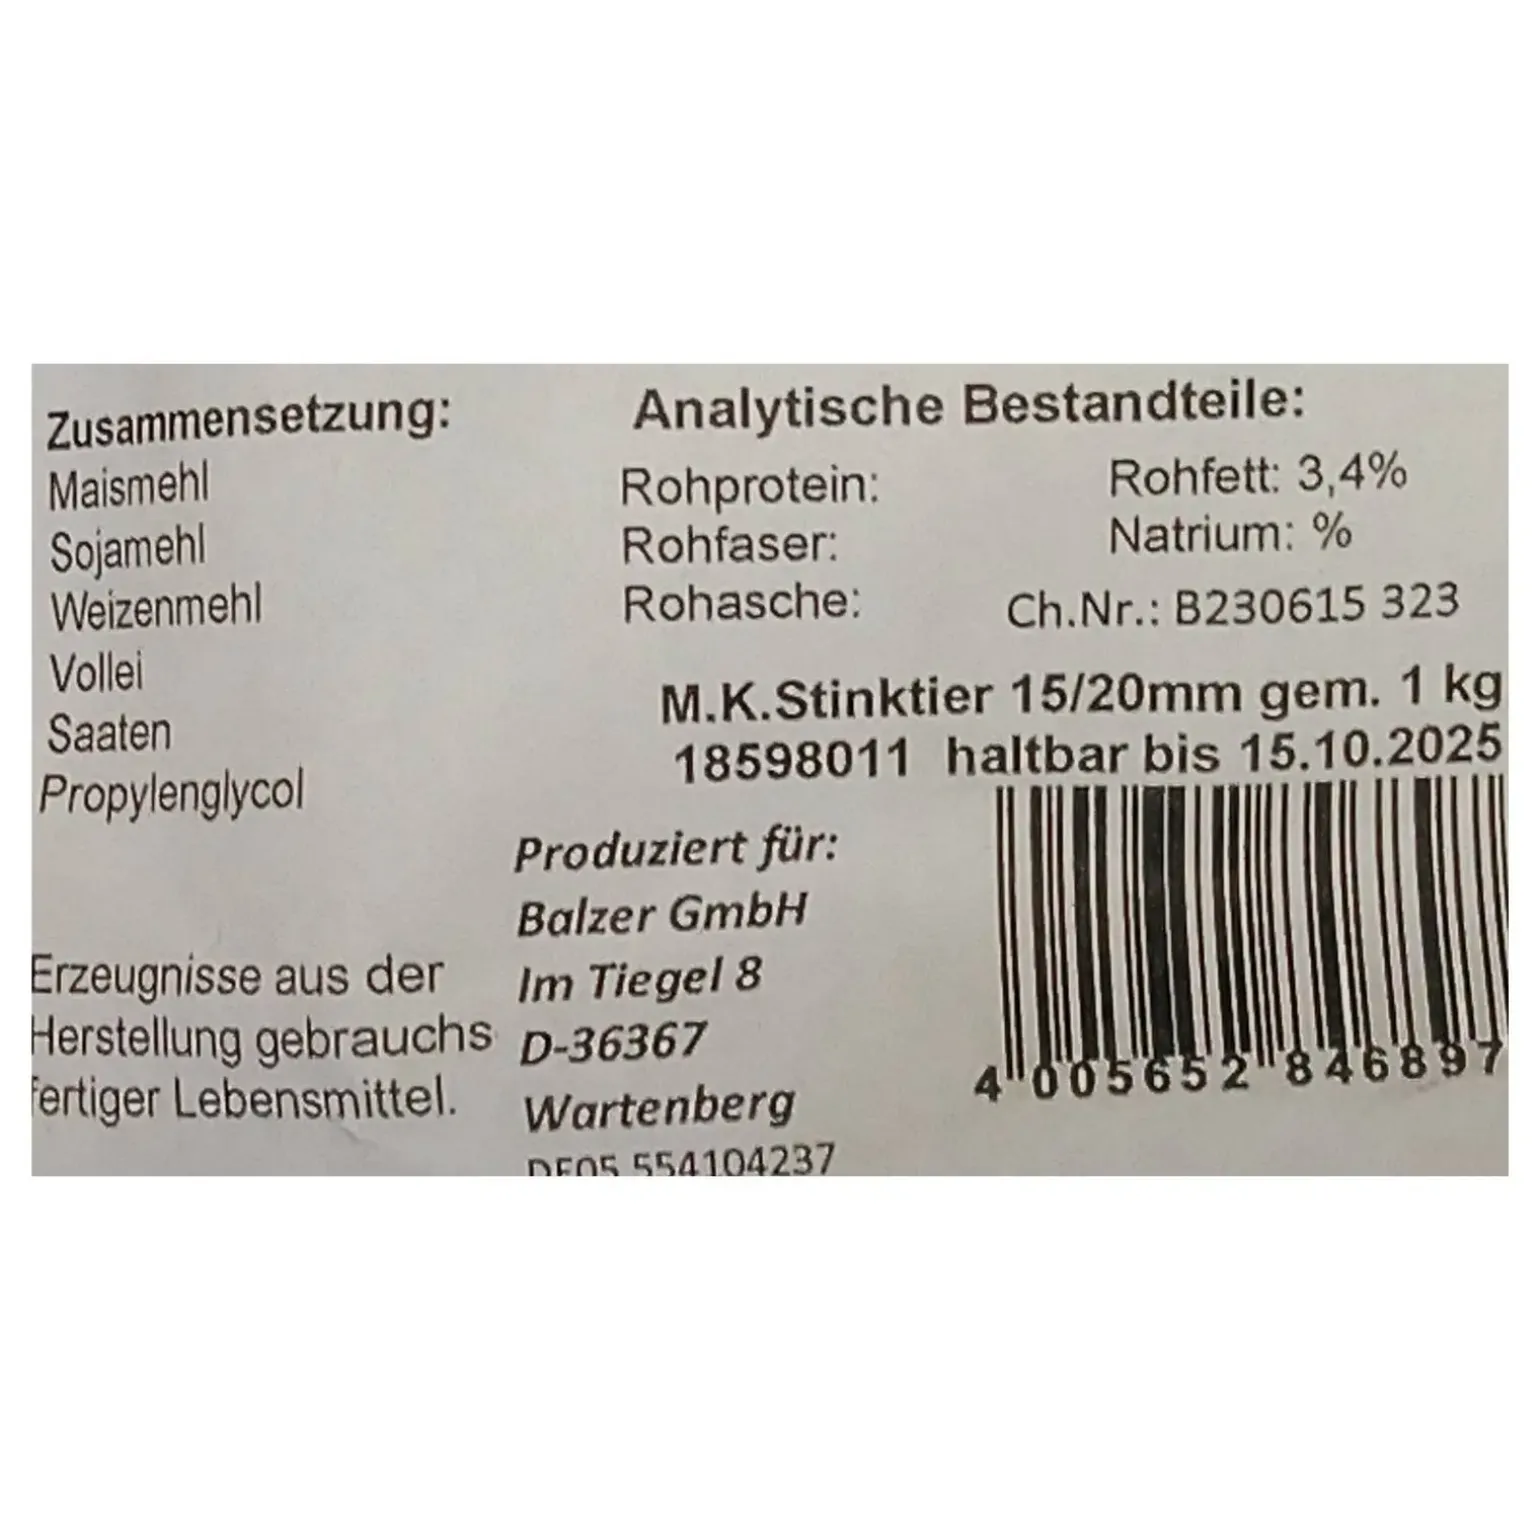 Zusammensetzung:
Maismehl
Sojamehl
Weizenmehl
Vollei
Saaten
Propylenglycol
Erzeugnisse aus der
Herstellung gebrauchs
fertiger Lebensmittel.
Analytische Bestandteile:
Rohprotein:
Rohfaser:
Rohasche:
Rohfett: 3,4%
Natrium: %
Ch.Nr.: B230615 323
M.K.Stinktier 15/20mm gem. 1 kg
18598011 haltbar bis 15.10.2025
Produziert für:
Balzer GmbH
Im Tiegel 8
D-36367
Wartenberg
DE05 554104237
4 005652 846897